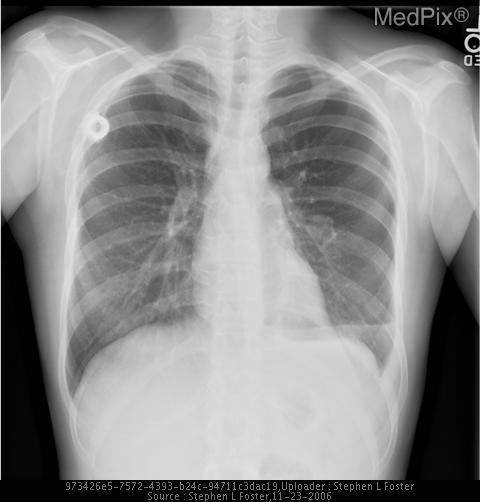 MedPix®
973426e5-7572-4393-b24c-94711c3dac19,Uploader : Stephen L Foster
Source : Stephen L Foster,11-23-2006